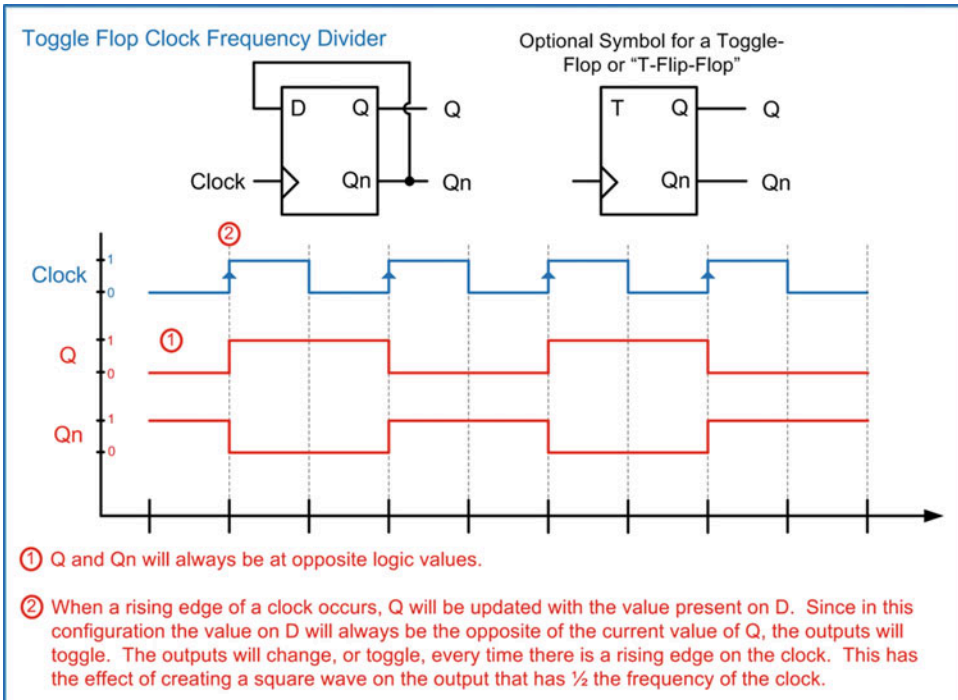 Toggle Flop Clock Frequency Divider
Optional Symbol for a Toggle-
Flop or “T-Flip-Flop”
D Q Q
Clock Qn Qn
T Q Q
Qn Qn
2
Clock 1
0
1
Q 1
0
Qn 1
0
1 Q and Qn will always be at opposite logic values.
2 When a rising edge of a clock occurs, Q will be updated with the value present on D. Since in this
configuration the value on D will always be the opposite of the current value of Q, the outputs will
toggle. The outputs will change, or toggle, every time there is a rising edge on the clock. This has
the effect of creating a square wave on the output that has ½ the frequency of the clock.